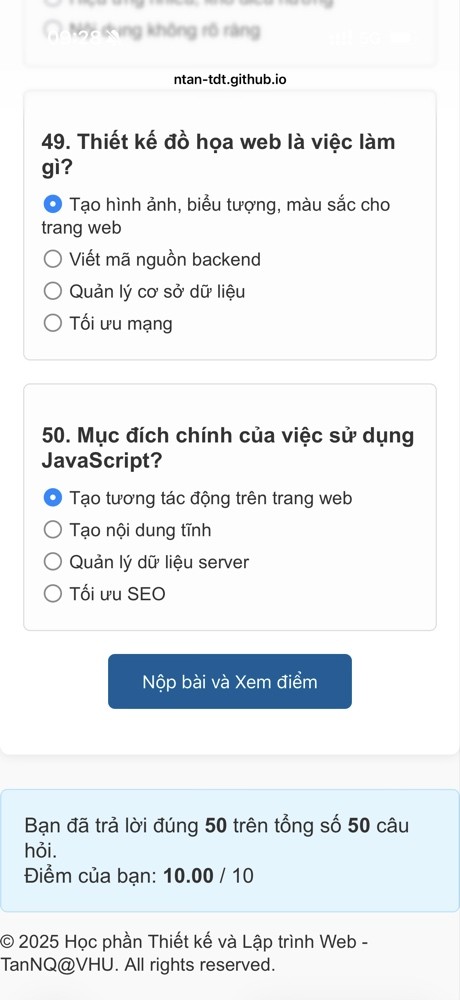 Nội dung không rõ ràng
ntan-tdt.github.io
49. Thiết kế đồ họa web là việc làm
gì?
Tạo hình ảnh, biểu tượng, màu sắc cho
trang web
Viết mã nguồn backend
Quản lý cơ sở dữ liệu
Tối ưu mạng
50. Mục đích chính của việc sử dụng
JavaScript?
Tạo tương tác động trên trang web
Tạo nội dung tĩnh
Quản lý dữ liệu server
Tối ưu SEO
Nộp bài và Xem điểm
Bạn đã trả lời đúng 50 trên tổng số 50 câu
hỏi.
Điểm của bạn: 10.00 / 10
© 2025 Học phần Thiết kế và Lập trình Web -
TanNQ@VHU. All rights reserved.